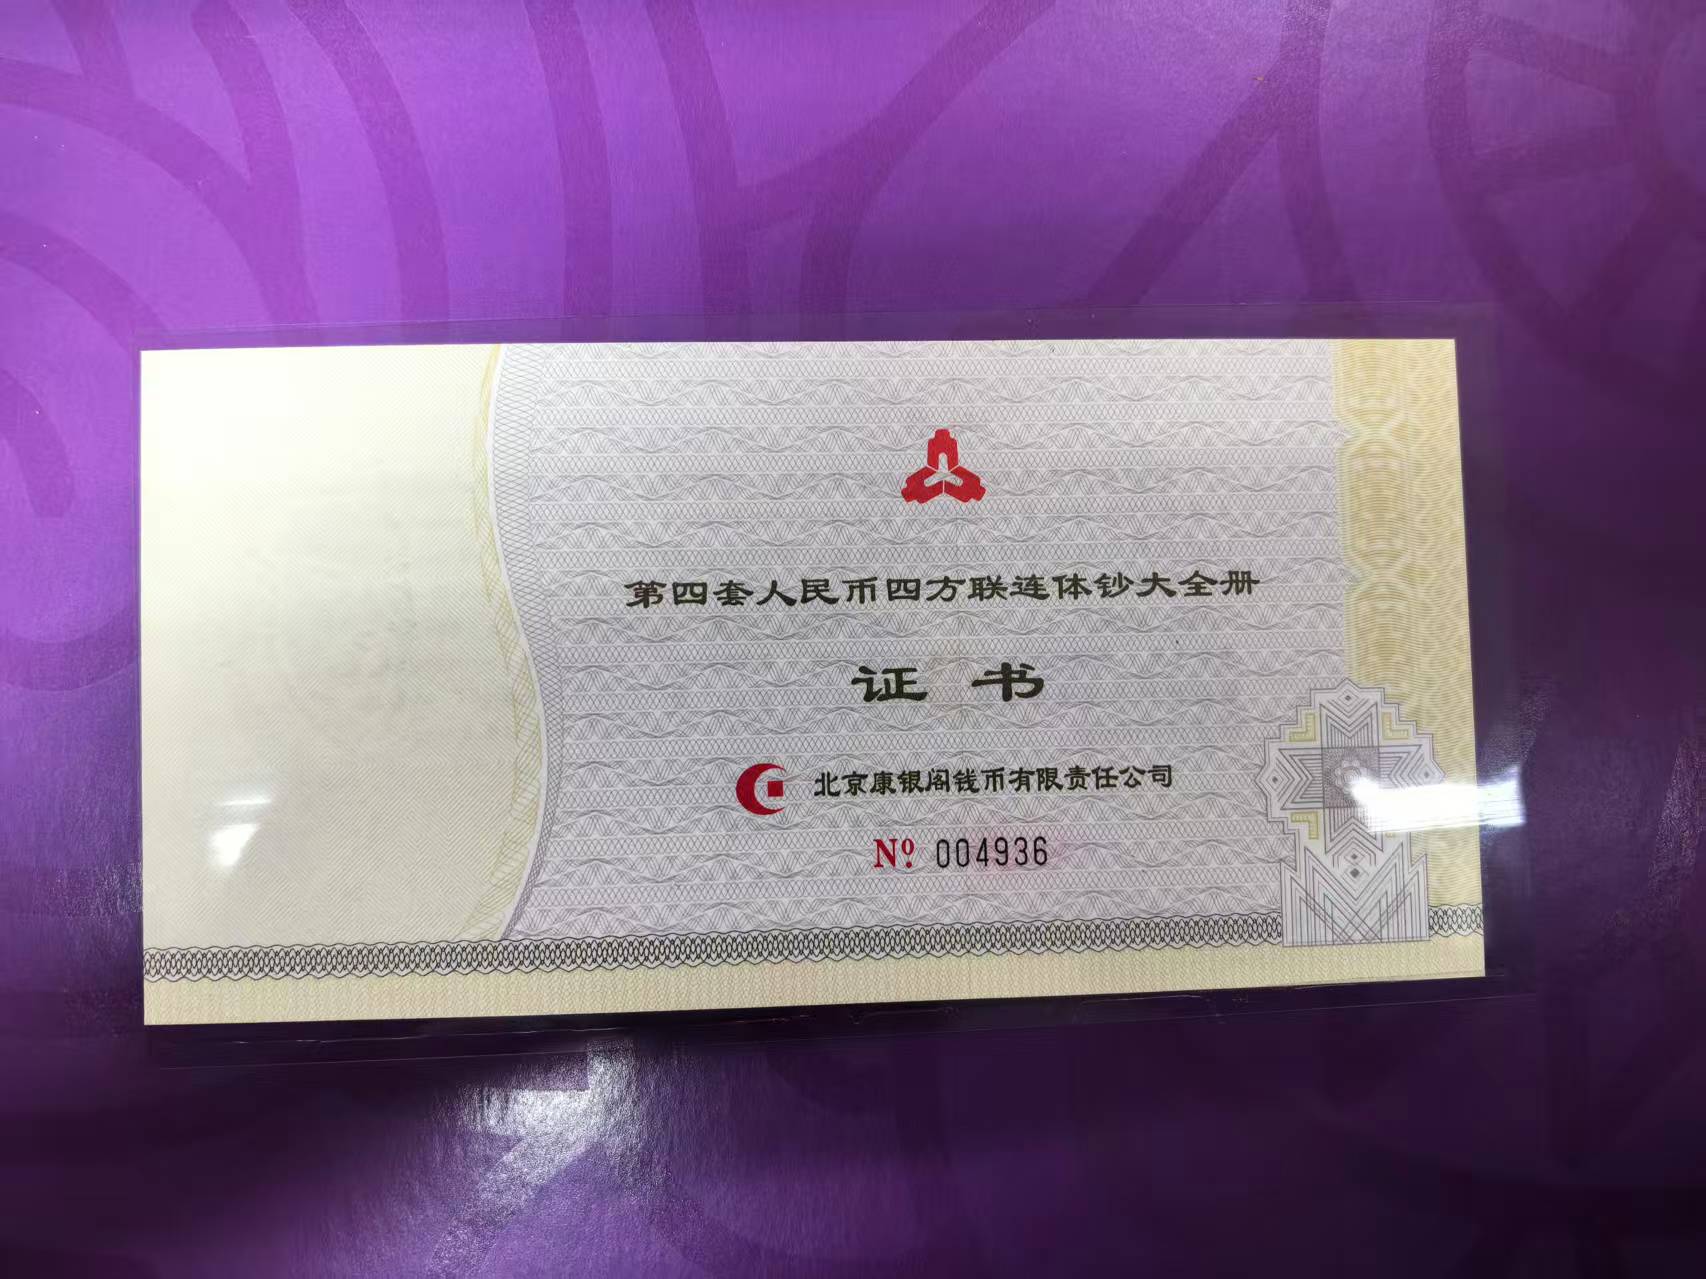 第四套人民币四方联连体钞大全册
证书
北京康银阁钱币有限责任公司
Nº 004936